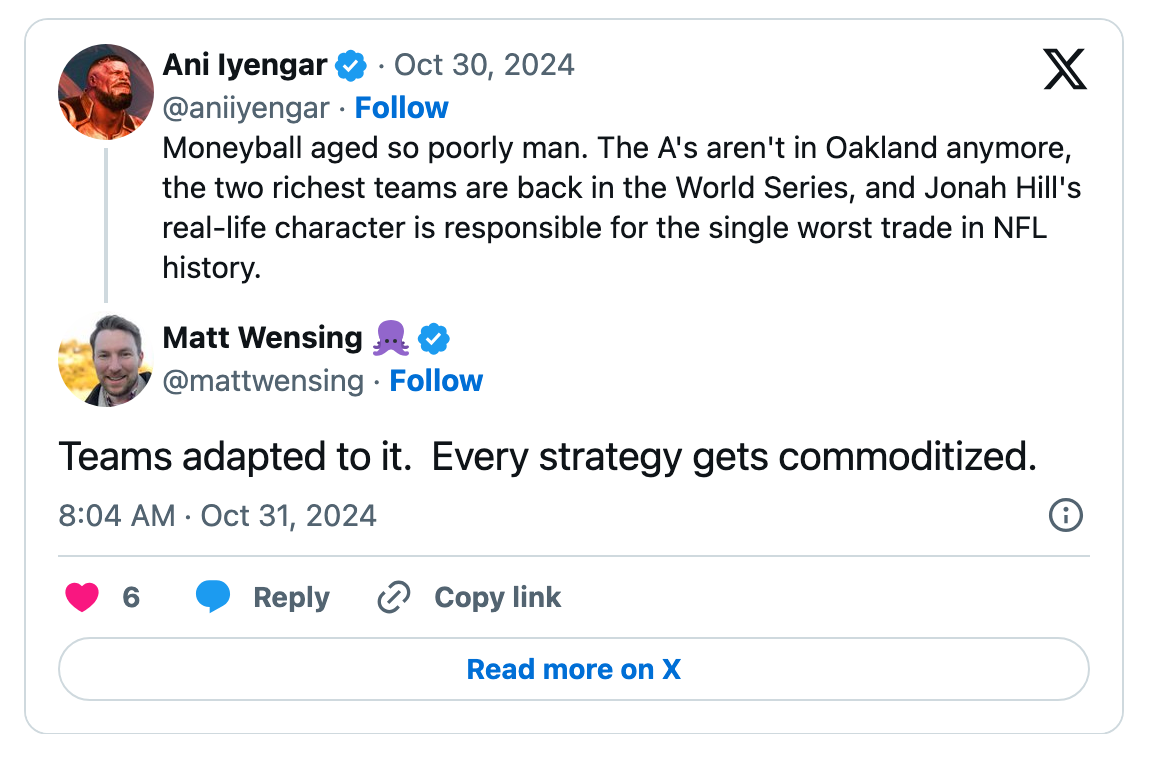 Ani Iyengar · Oct 30, 2024
@aniiyengar · Follow
Moneyball aged so poorly man. The A's aren't in Oakland anymore,
the two richest teams are back in the World Series, and Jonah Hill's
real-life character is responsible for the single worst trade in NFL
history.
Matt Wensing 🐙
@mattwensing · Follow
Teams adapted to it.  Every strategy gets commoditized.
8:04 AM · Oct 31, 2024
6 Reply Copy link
Read more on X